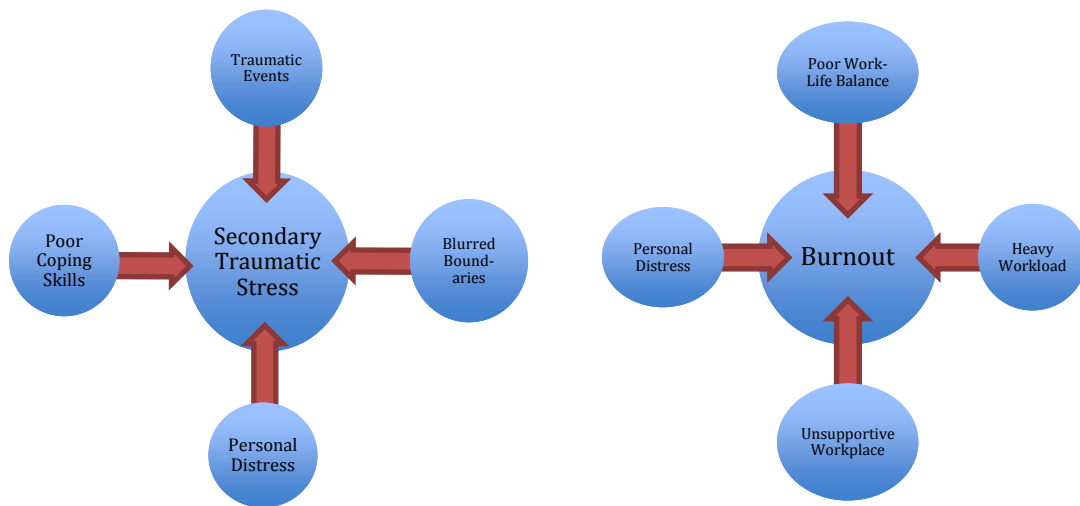 Traumatic
Events
Poor
Coping
Skills
Secondary
Traumatic
Stress
Blurred
Bound-
aries
Personal
Distress
Poor Work-
Life Balance
Personal
Distress
Burnout
Heavy
Workload
Unsupportive
Workplace